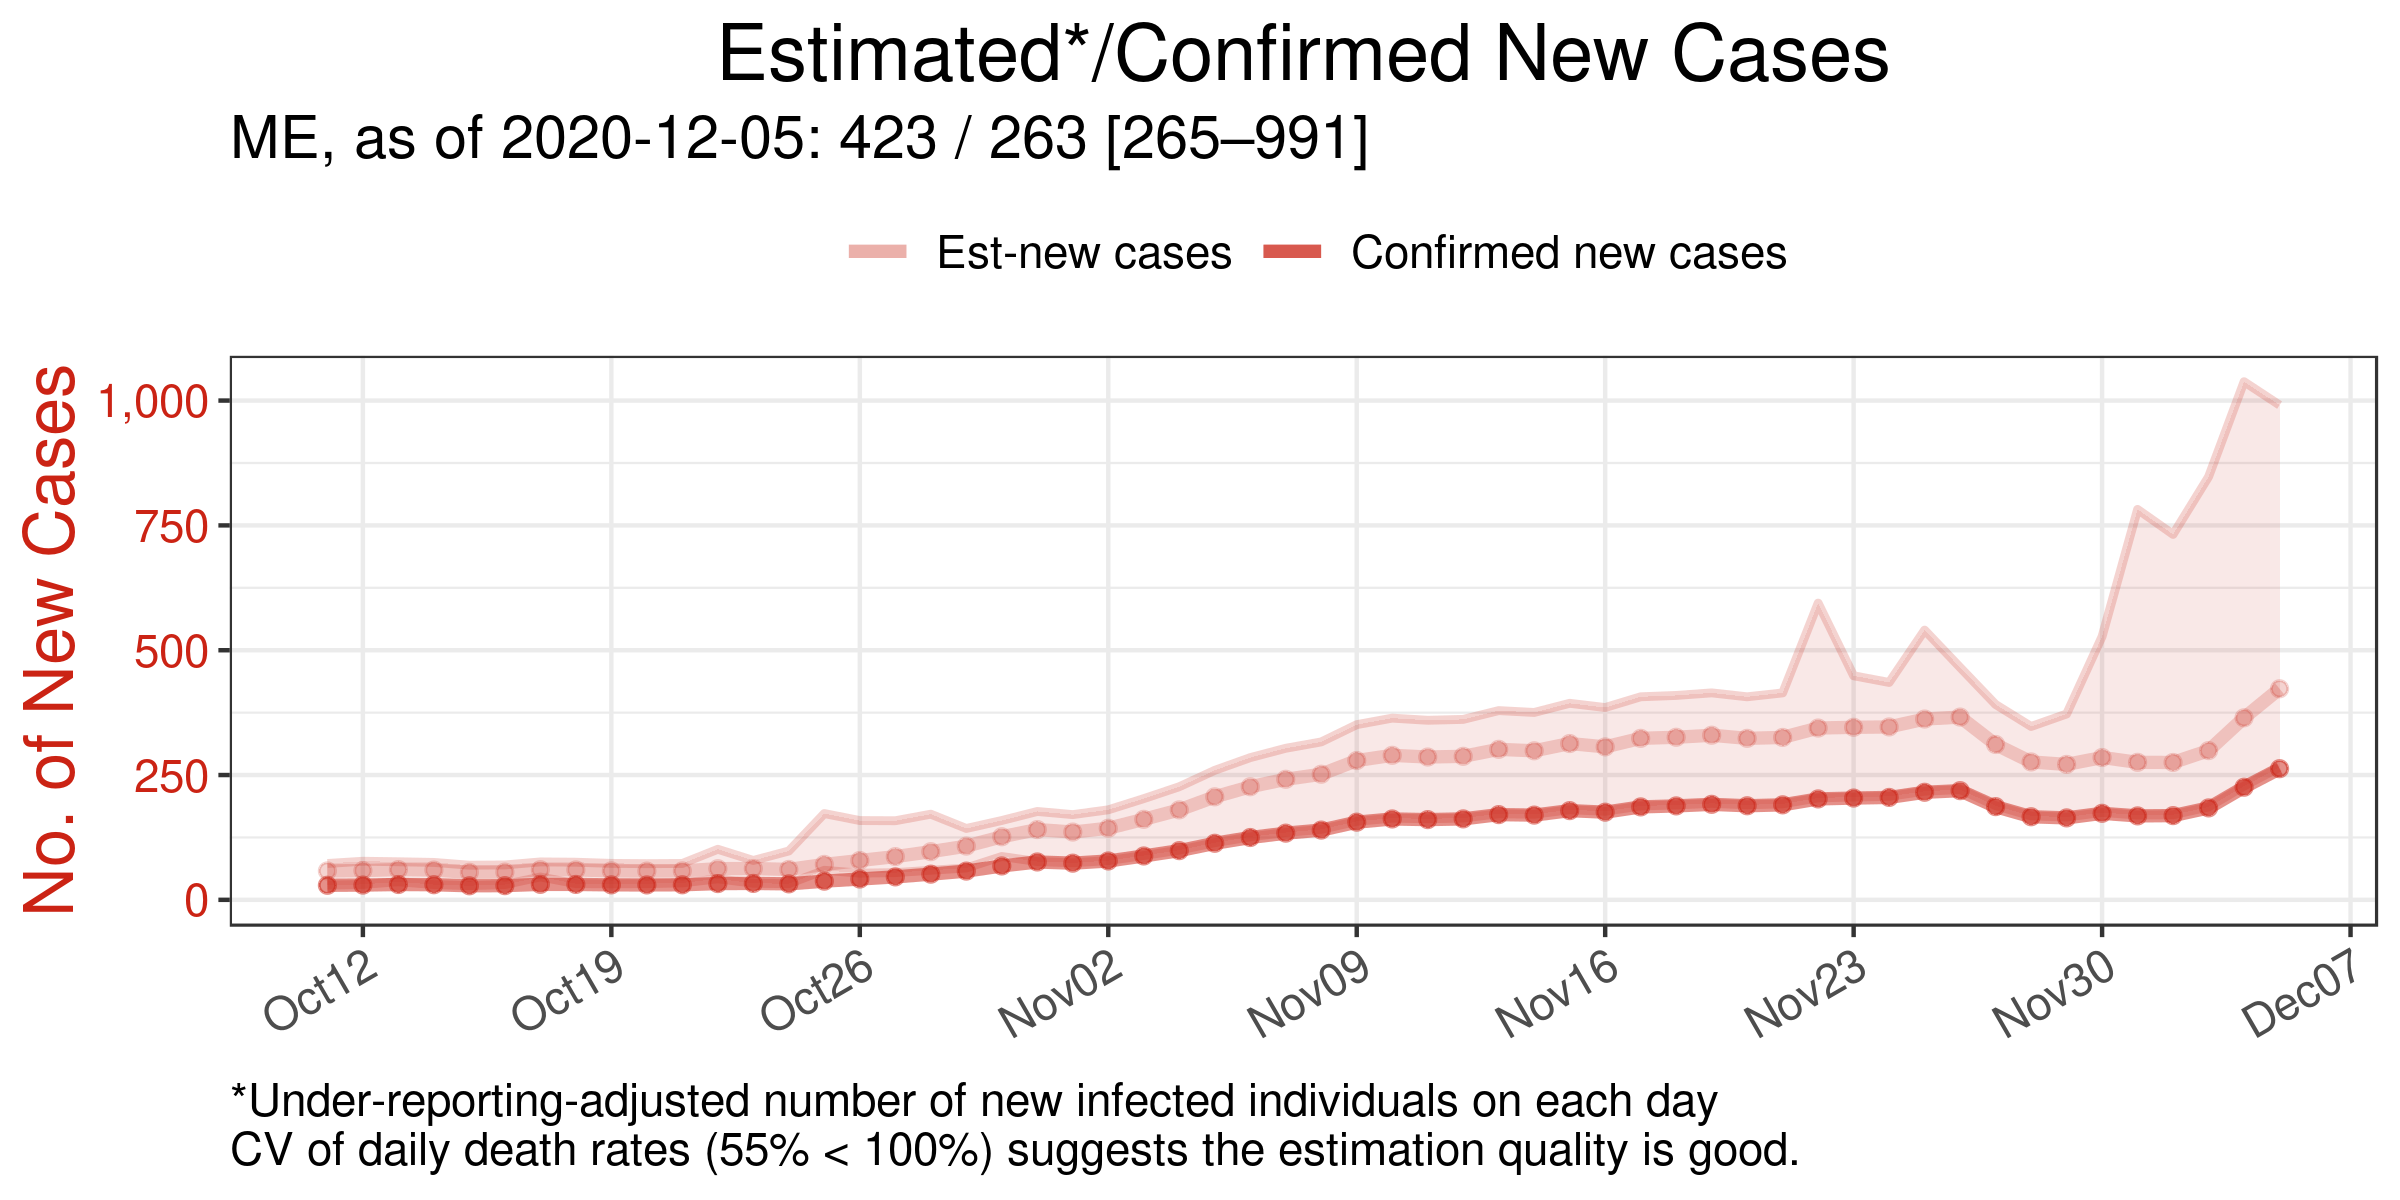 Estimated*/Confirmed New Cases
ME, as of 2020-12-05: 423 / 263 [265–991]
Est-new cases
Confirmed new cases
No. of New Cases
1,000
750
500
250
0
Oct12
Oct19
Oct26
Nov02
Nov09
Nov16
Nov23
Nov30
Dec07
*Under-reporting-adjusted number of new infected individuals on each day
CV of daily death rates (55% < 100%) suggests the estimation quality is good.